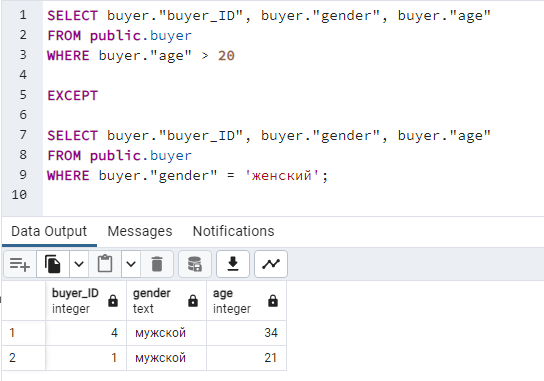 1 SELECT buyer."buyer_ID", buyer."gender", buyer."age"
2 FROM public.buyer
3 WHERE buyer."age" > 20
4
5 EXCEPT
6
7 SELECT buyer."buyer_ID", buyer."gender", buyer."age"
8 FROM public.buyer
9 WHERE buyer."gender" = 'женский';
10
Data Output Messages Notifications
buyer_ID gender age
integer text integer
1 4 мужской 34
2 1 мужской 21